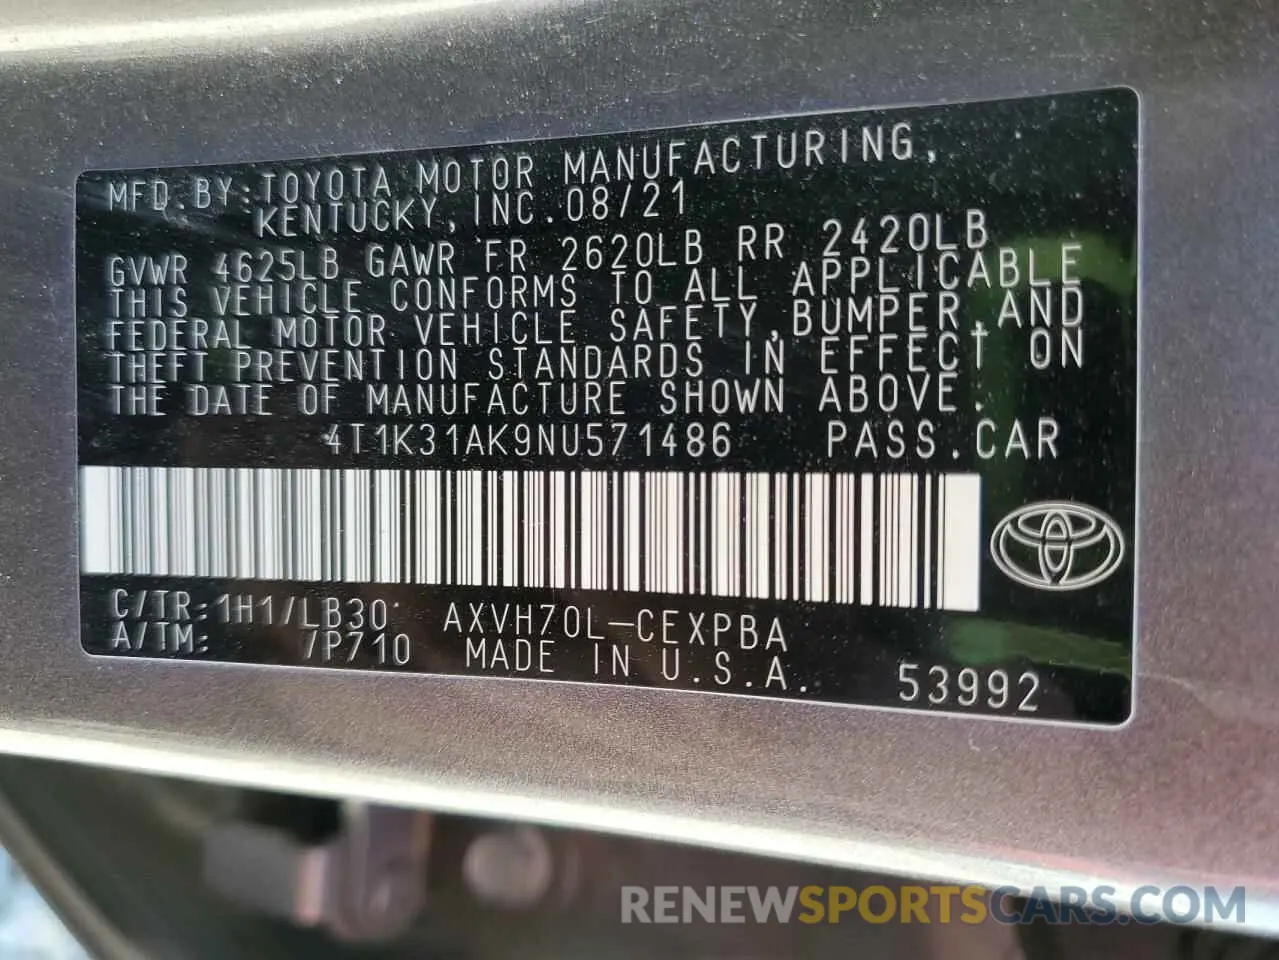 MFD. BY: TOYOTA MOTOR MANUFACTURING,
KENTUCKY, INC. 08/21
GVWR 4625LB GAWR FR 2620LB RR 2420LB
THIS VEHICLE CONFORMS TO ALL APPLICABLE
FEDERAL MOTOR VEHICLE SAFETY, BUMPER, AND
THEFT PREVENTION STANDARDS IN EFFECT ON
THE DATE OF MANUFACTURE SHOWN ABOVE.
4T1K31AK9NU571486 PASS. CAR
C/TR: 1H1/LB30 AXVH70L-CEXPBA
A/TM: /P710 MADE IN U.S.A. 53992
RENEWSPORTSCARS.COM